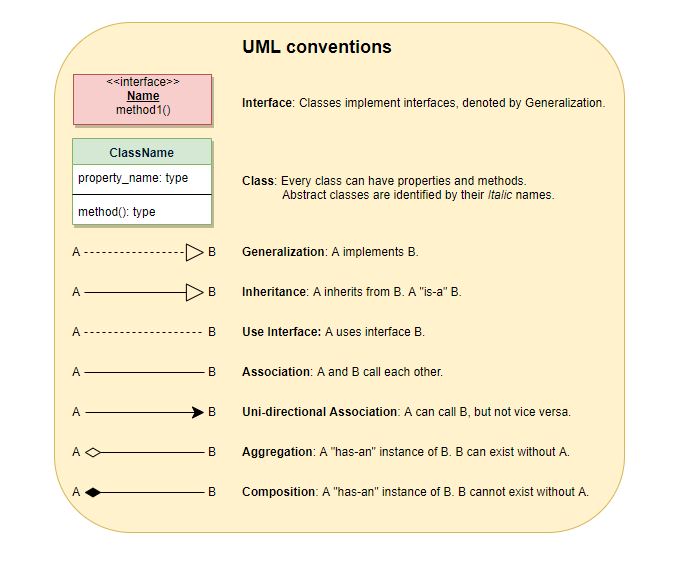 UML conventions
<<interface>>
Name
method1()
Interface: Classes implement interfaces, denoted by Generalization.
ClassName
property_name: type
method(): type
Class: Every class can have properties and methods.
Abstract classes are identified by their Italic names.
A B Generalization: A implements B.
A B Inheritance: A inherits from B. A "is-a" B.
A B Use Interface: A uses interface B.
A B Association: A and B call each other.
A B Uni-directional Association: A can call B, but not vice versa.
A B Aggregation: A "has-an" instance of B. B can exist without A.
A B Composition: A "has-an" instance of B. B cannot exist without A.